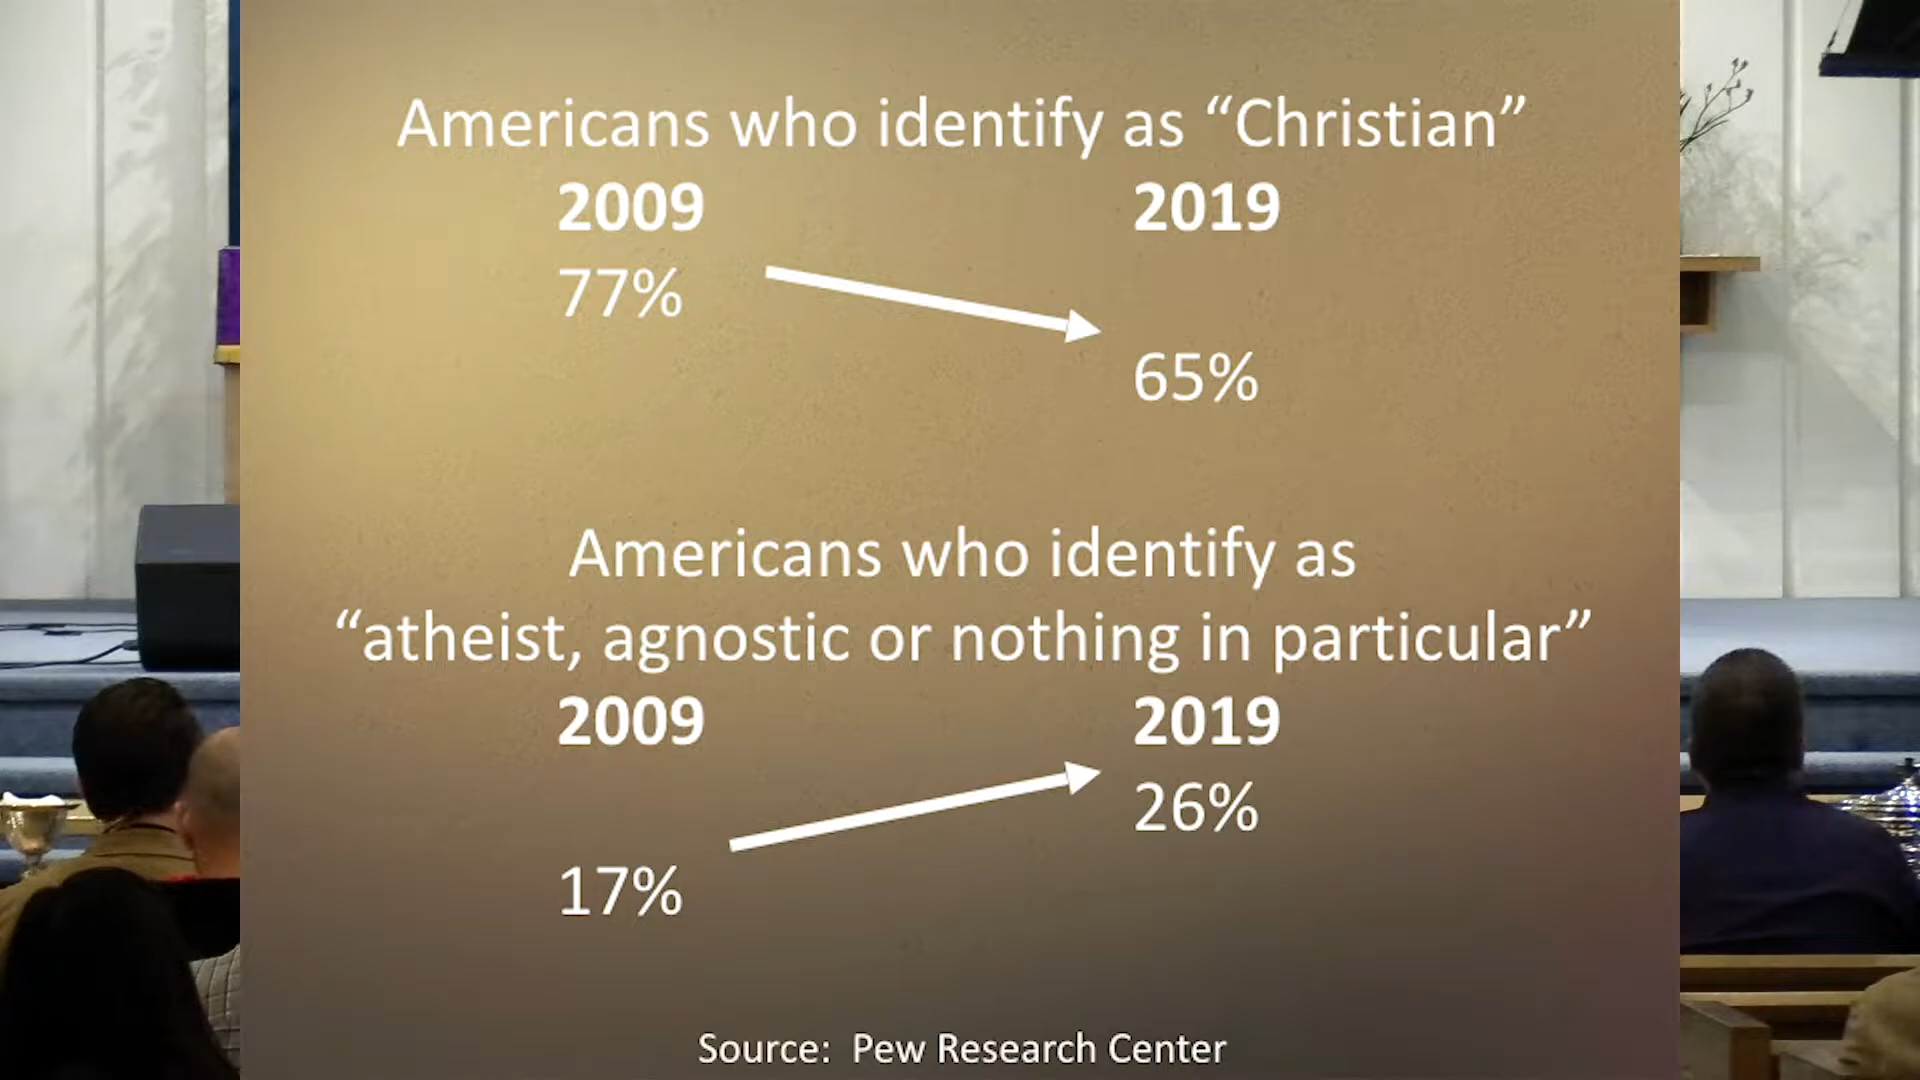 Americans who identify as “Christian”
2009 2019
77%
65%
Americans who identify as
“atheist, agnostic or nothing in particular”
2009 2019
26%
17%
Source: Pew Research Center